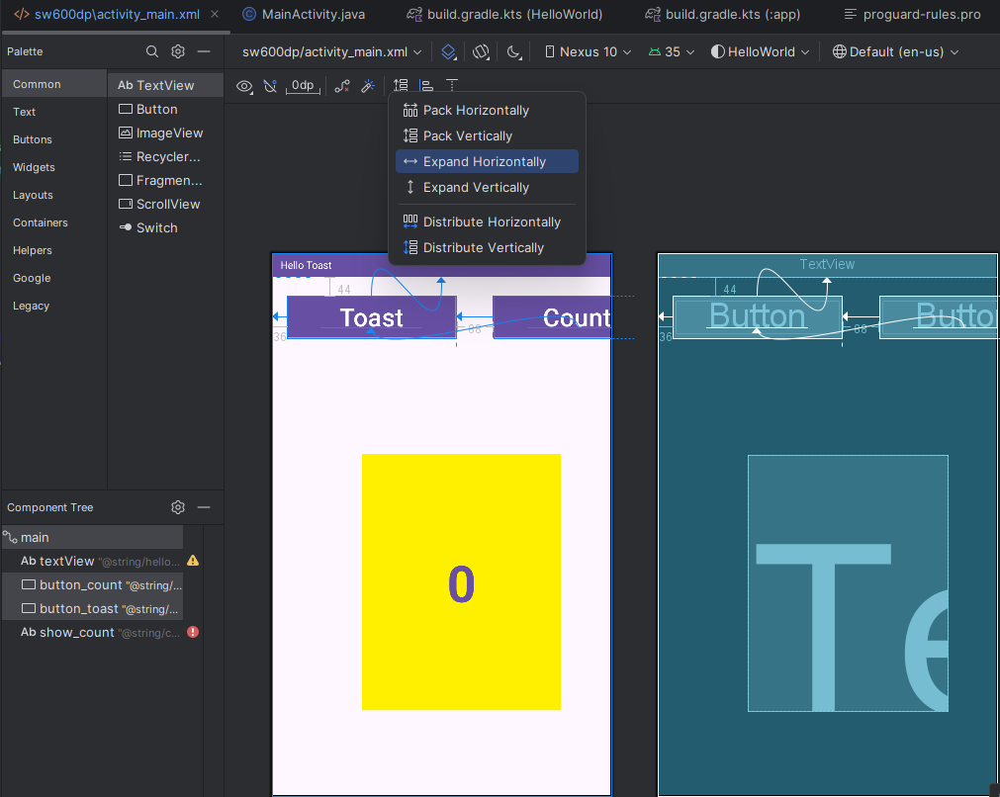 sw600dp\activity_main.xml
MainActivity.java
build.gradle.kts (HelloWorld)
build.gradle.kts (:app)
proguard-rules.pro
Palette
sw600dp/activity_main.xml
Nexus 10
35
HelloWorld
Default (en-us)
Common
Text
Buttons
Widgets
Layouts
Containers
Helpers
Google
Legacy
Ab TextView
Button
ImageView
Recycler...
Fragmen...
ScrollView
Switch
0dp
Pack Horizontally
Pack Vertically
Expand Horizontally
Expand Vertically
Distribute Horizontally
Distribute Vertically
Hello Toast
44
Toast
Count
36
88
0
TextView
44
Button
Butto
36
88
Te
Component Tree
main
Ab textView "@string/hello...
button_count "@string/...
button_toast "@string/...
Ab show_count "@string/c...